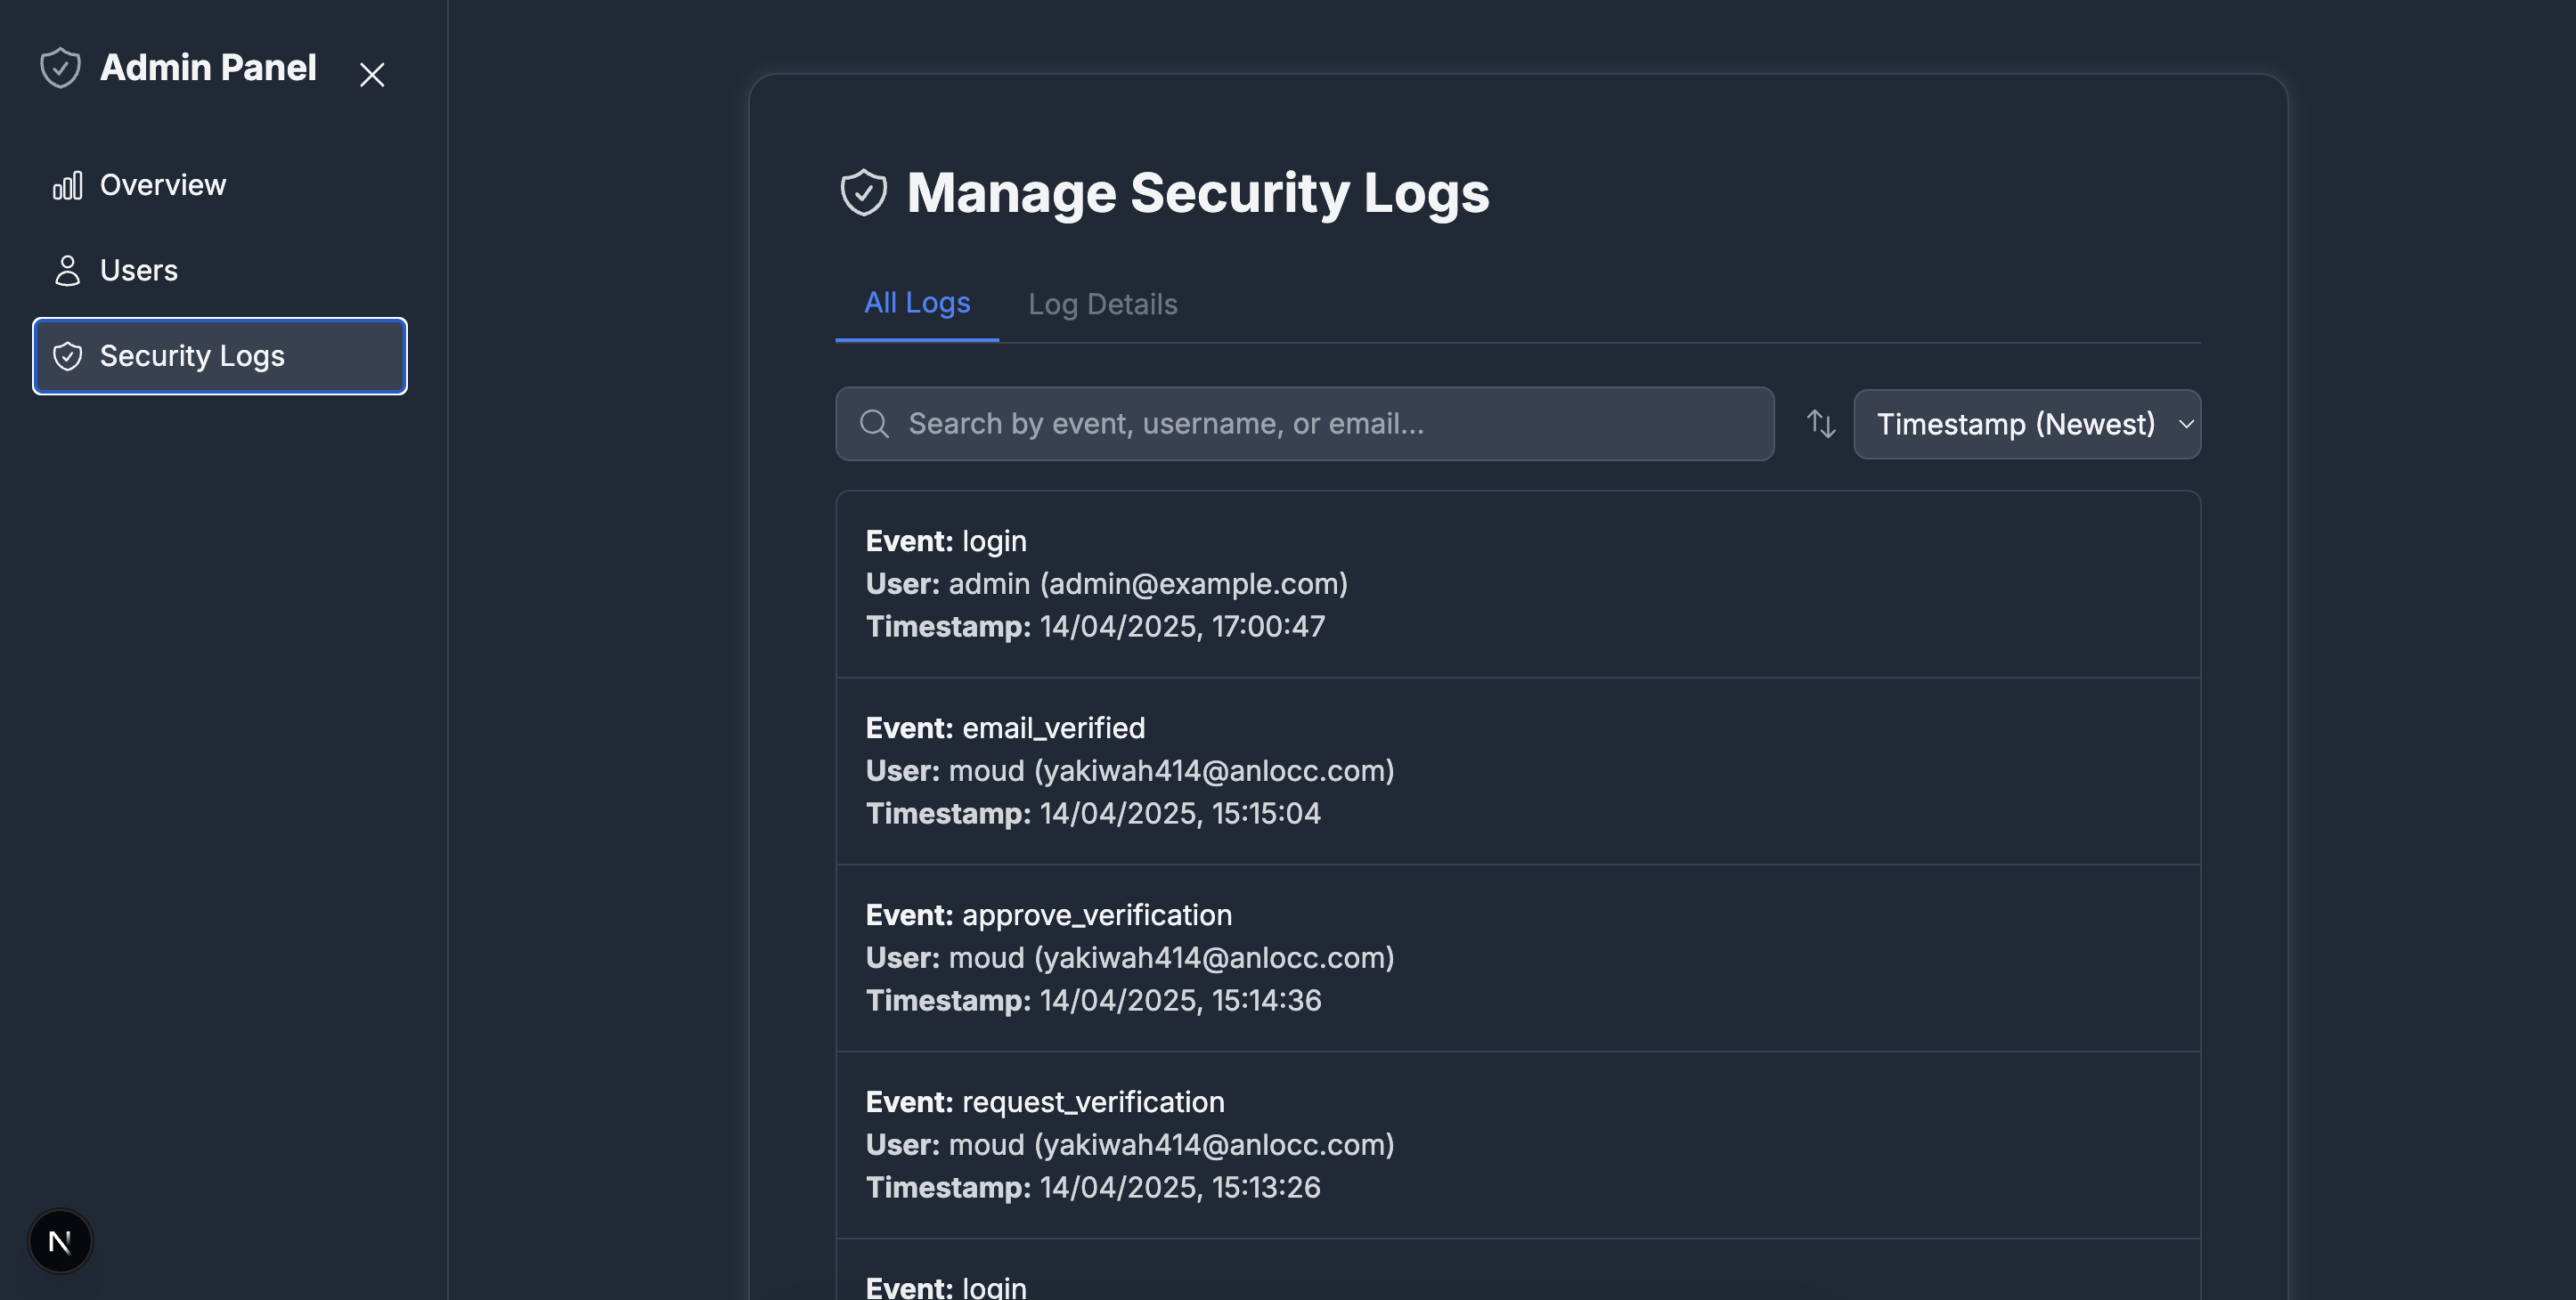 Admin Panel
Overview
Users
Security Logs
Manage Security Logs
All Logs
Log Details
Search by event, username, or email...
Timestamp (Newest)
Event: login
User: admin (admin@example.com)
Timestamp: 14/04/2025, 17:00:47
Event: email_verified
User: moud (yakiwah414@anlocc.com)
Timestamp: 14/04/2025, 15:15:04
Event: approve_verification
User: moud (yakiwah414@anlocc.com)
Timestamp: 14/04/2025, 15:14:36
Event: request_verification
User: moud (yakiwah414@anlocc.com)
Timestamp: 14/04/2025, 15:13:26
Event: login
N